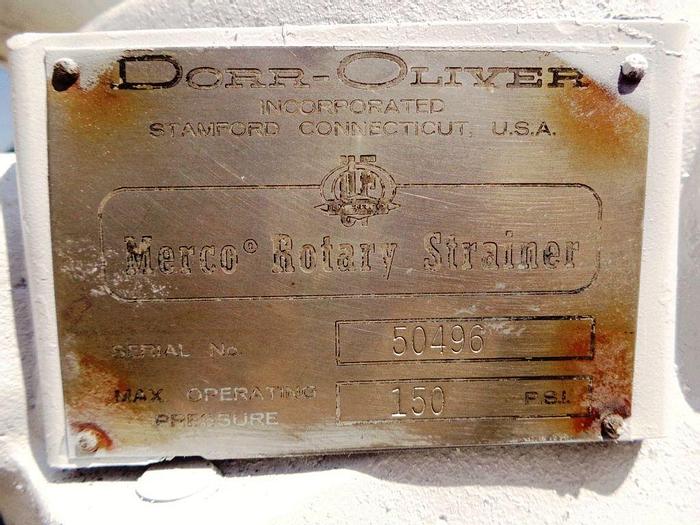 DORR-OLIVER
INCORPORATED
STAMFORD CONNECTICUT, U.S.A.
Merco® Rotary Strainer
SERIAL No. 50496
MAX. OPERATING PRESSURE 150 P.S.I.